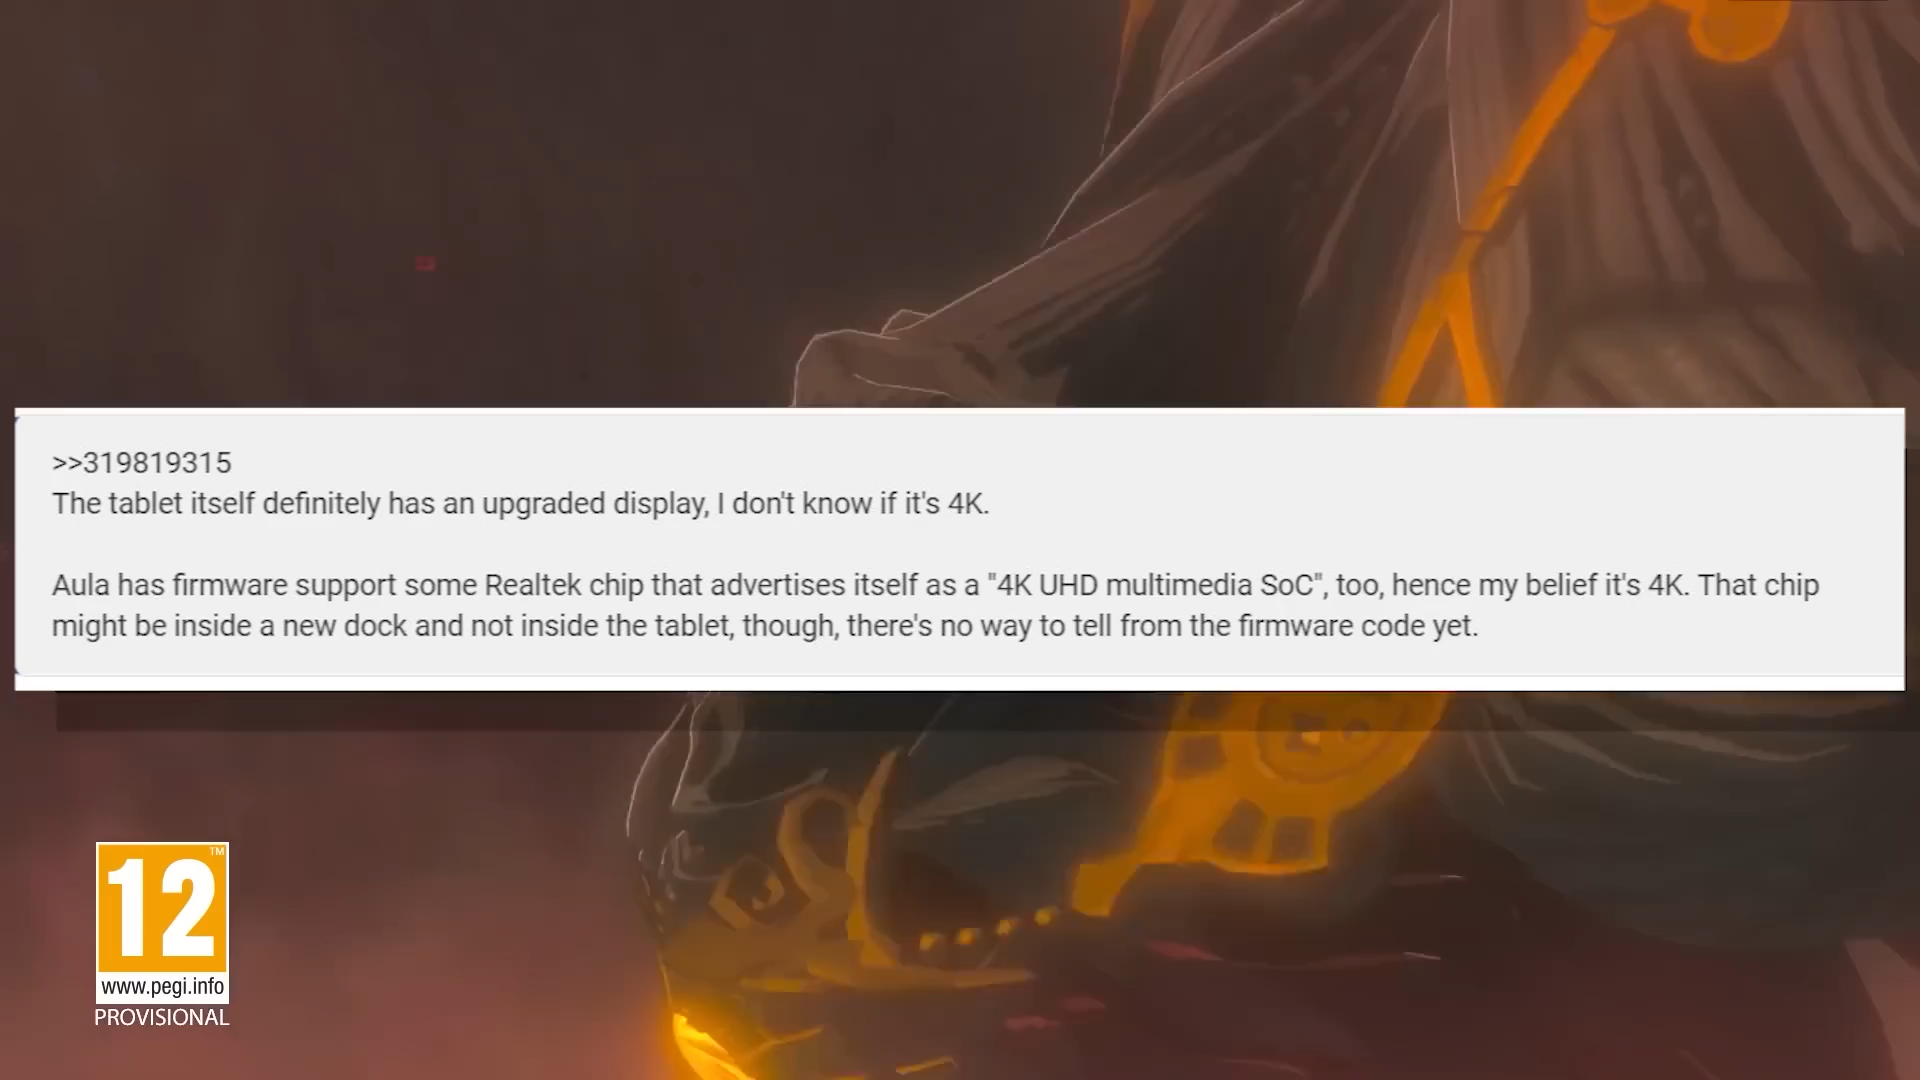 >>319819315
The tablet itself definitely has an upgraded display, I don't know if it's 4K.
Aula has firmware support some Realtek chip that advertises itself as a "4K UHD multimedia SoC", too, hence my belief it's 4K. That chip
might be inside a new dock and not inside the tablet, though, there's no way to tell from the firmware code yet.
12™
www.pegi.info
PROVISIONAL